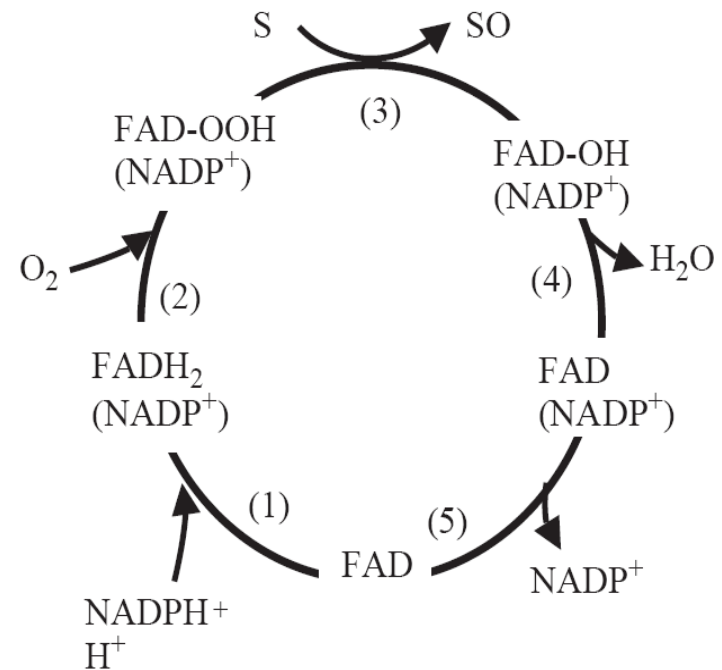 S
SO
(3)
FAD-OOH
(NADP⁺)
FAD-OH
(NADP⁺)
O₂
H₂O
(2)
(4)
FADH₂
(NADP⁺)
FAD
(NADP⁺)
(1)
(5)
FAD
NADP⁺
NADPH+
H⁺